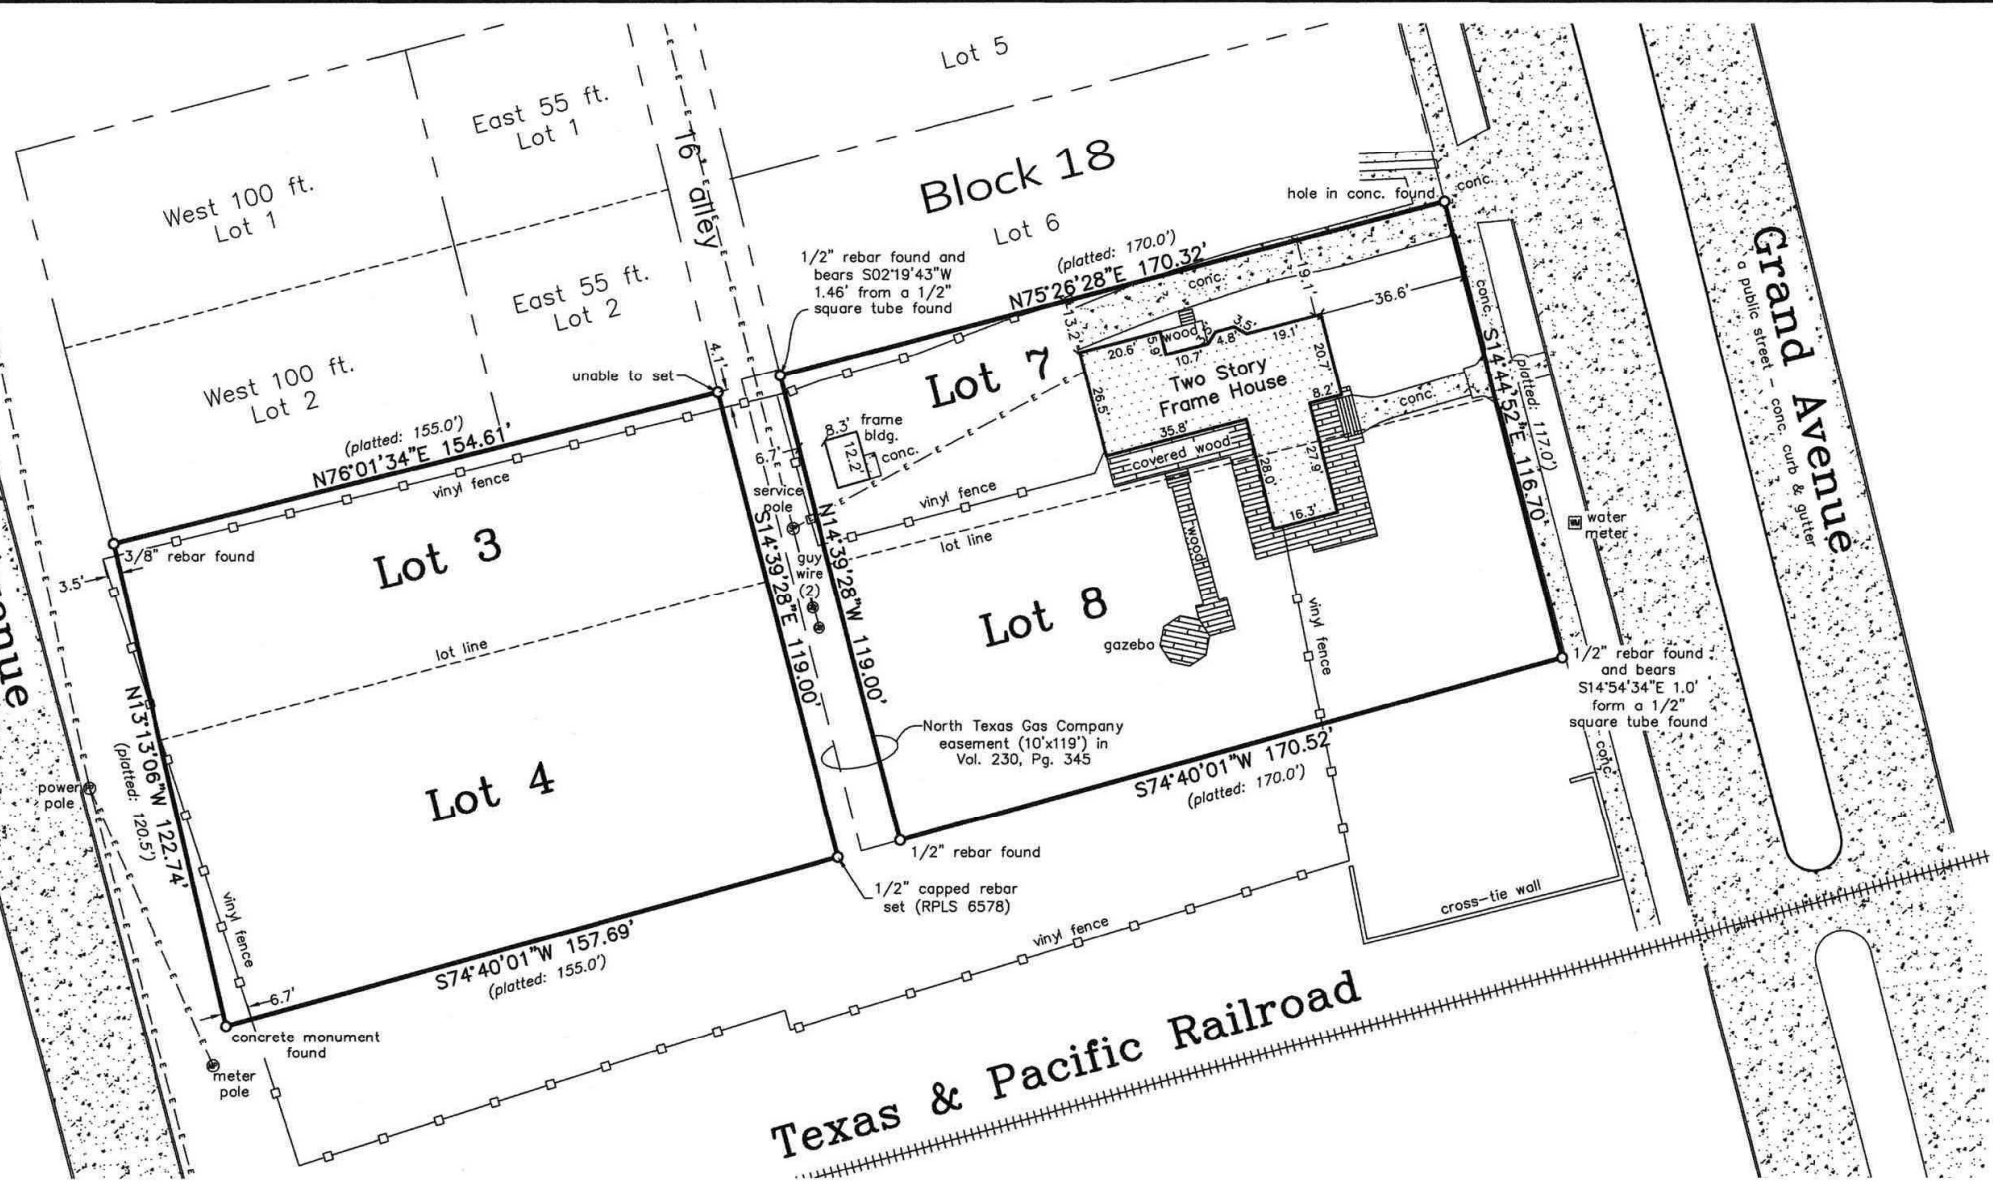 Lot 5
East 55 ft.
Lot 1
16' alley
Block 18
West 100 ft.
Lot 1
hole in conc. found
conc.
Lot 6
1/2" rebar found and
bears S02°19'43"W
1.46' from a 1/2"
square tube found
(platted: 170.0')
N75°26'28"E 170.32'
conc.
19.1'
36.6'
conc.
Grand Avenue
a public street - conc. curb & gutter
East 55 ft.
Lot 2
West 100 ft.
Lot 2
4.1'
unable to set
Lot 7
13.2'
20.6'
5.9'
wood
10.7'
4.8'
3.5'
19.1'
20.7'
Two Story
Frame House
26.5'
8.2'
conc.
S14°44'52"E 116.70'
(platted: 117.0')
(platted: 155.0')
N76°01'34"E 154.61'
vinyl fence
8.3'
frame
bldg.
12.2'
conc.
6.7'
35.8'
covered wood
28.0'
27.9'
16.3'
service
pole
vinyl fence
lot line
wood
water
meter
3/8" rebar found
3.5'
Lot 3
S14°39'28"E 119.00'
N14°39'28"W 119.00'
guy
wire
(2)
Lot 8
gazebo
vinyl fence
1/2" rebar found
and bears
S14°54'34"E 1.0'
form a 1/2"
square tube found
conc.
enue
lot line
N13°13'06"W 122.74'
(platted: 120.5')
power
pole
Lot 4
North Texas Gas Company
easement (10'x119') in
Vol. 230, Pg. 345
S74°40'01"W 170.52'
(platted: 170.0')
1/2" rebar found
1/2" capped rebar
set (RPLS 6578)
cross-tie wall
vinyl fence
vinyl fence
S74°40'01"W 157.69'
(platted: 155.0')
6.7'
concrete monument
found
meter
pole
Texas & Pacific Railroad